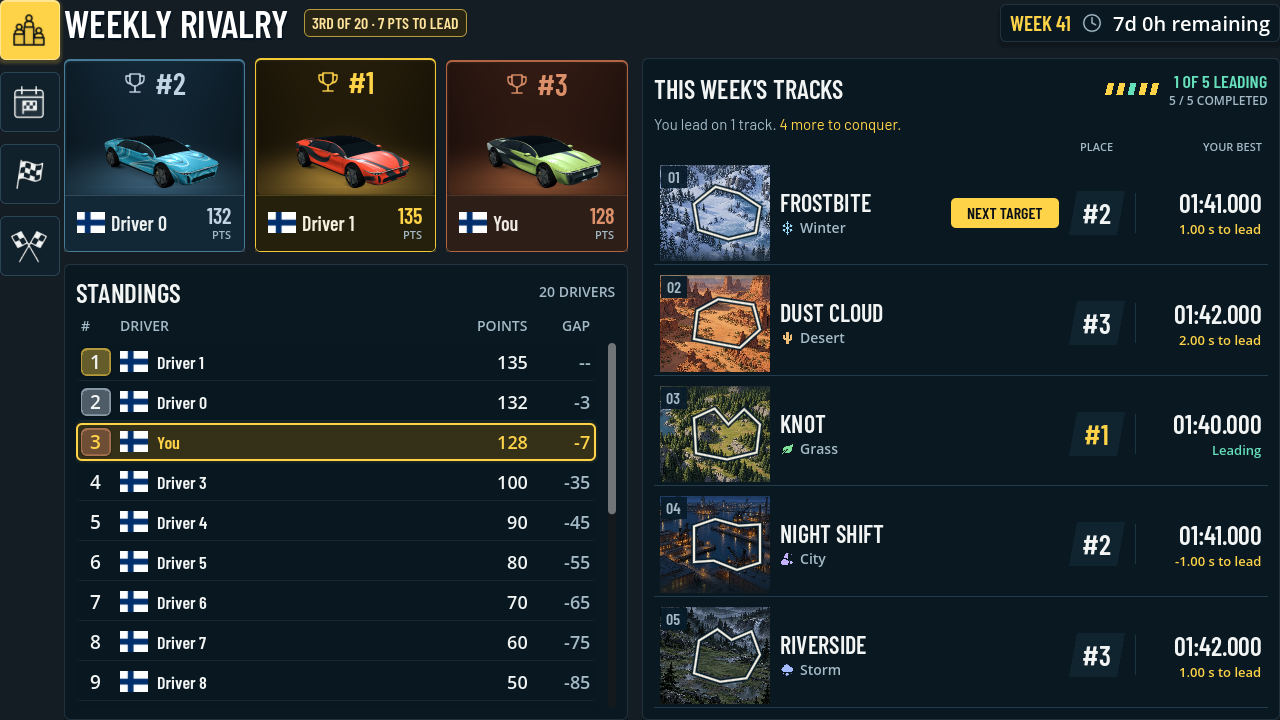 WEEKLY RIVALRY
3RD OF 20 · 7 PTS TO LEAD
WEEK 41
7d 0h remaining
#2
Driver 0
132
PTS
#1
Driver 1
135
PTS
#3
You
128
PTS
STANDINGS
20 DRIVERS
# DRIVER POINTS GAP
1 Driver 1 135 --
2 Driver 0 132 -3
3 You 128 -7
4 Driver 3 100 -35
5 Driver 4 90 -45
6 Driver 5 80 -55
7 Driver 6 70 -65
8 Driver 7 60 -75
9 Driver 8 50 -85
THIS WEEK'S TRACKS
1 OF 5 LEADING
5 / 5 COMPLETED
You lead on 1 track. 4 more to conquer.
PLACE YOUR BEST
01
FROSTBITE
Winter
NEXT TARGET
#2
01:41.000
1.00 s to lead
02
DUST CLOUD
Desert
#3
01:42.000
2.00 s to lead
03
KNOT
Grass
#1
01:40.000
Leading
04
NIGHT SHIFT
City
#2
01:41.000
-1.00 s to lead
05
RIVERSIDE
Storm
#3
01:42.000
1.00 s to lead